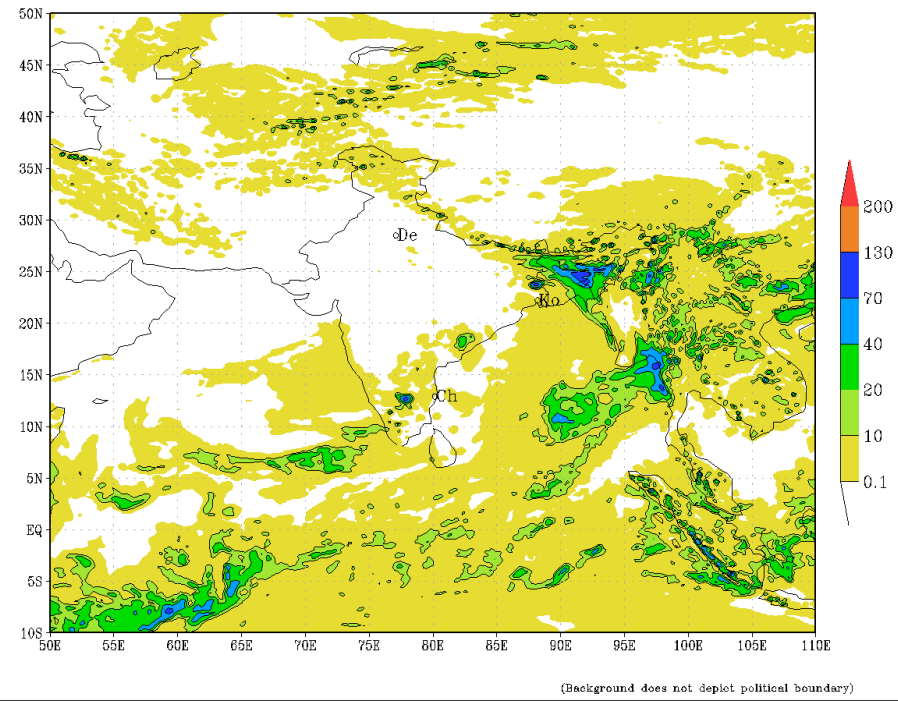 50N
45N
40N
35N
30N
25N
20N
15N
10N
5N
EQ
5S
10S
De
Ko
Ch
50E 55E 60E 65E 70E 75E 80E 85E 90E 95E 100E 105E 110E
200
130
70
40
20
10
0.1
(Background does not depict political boundary)